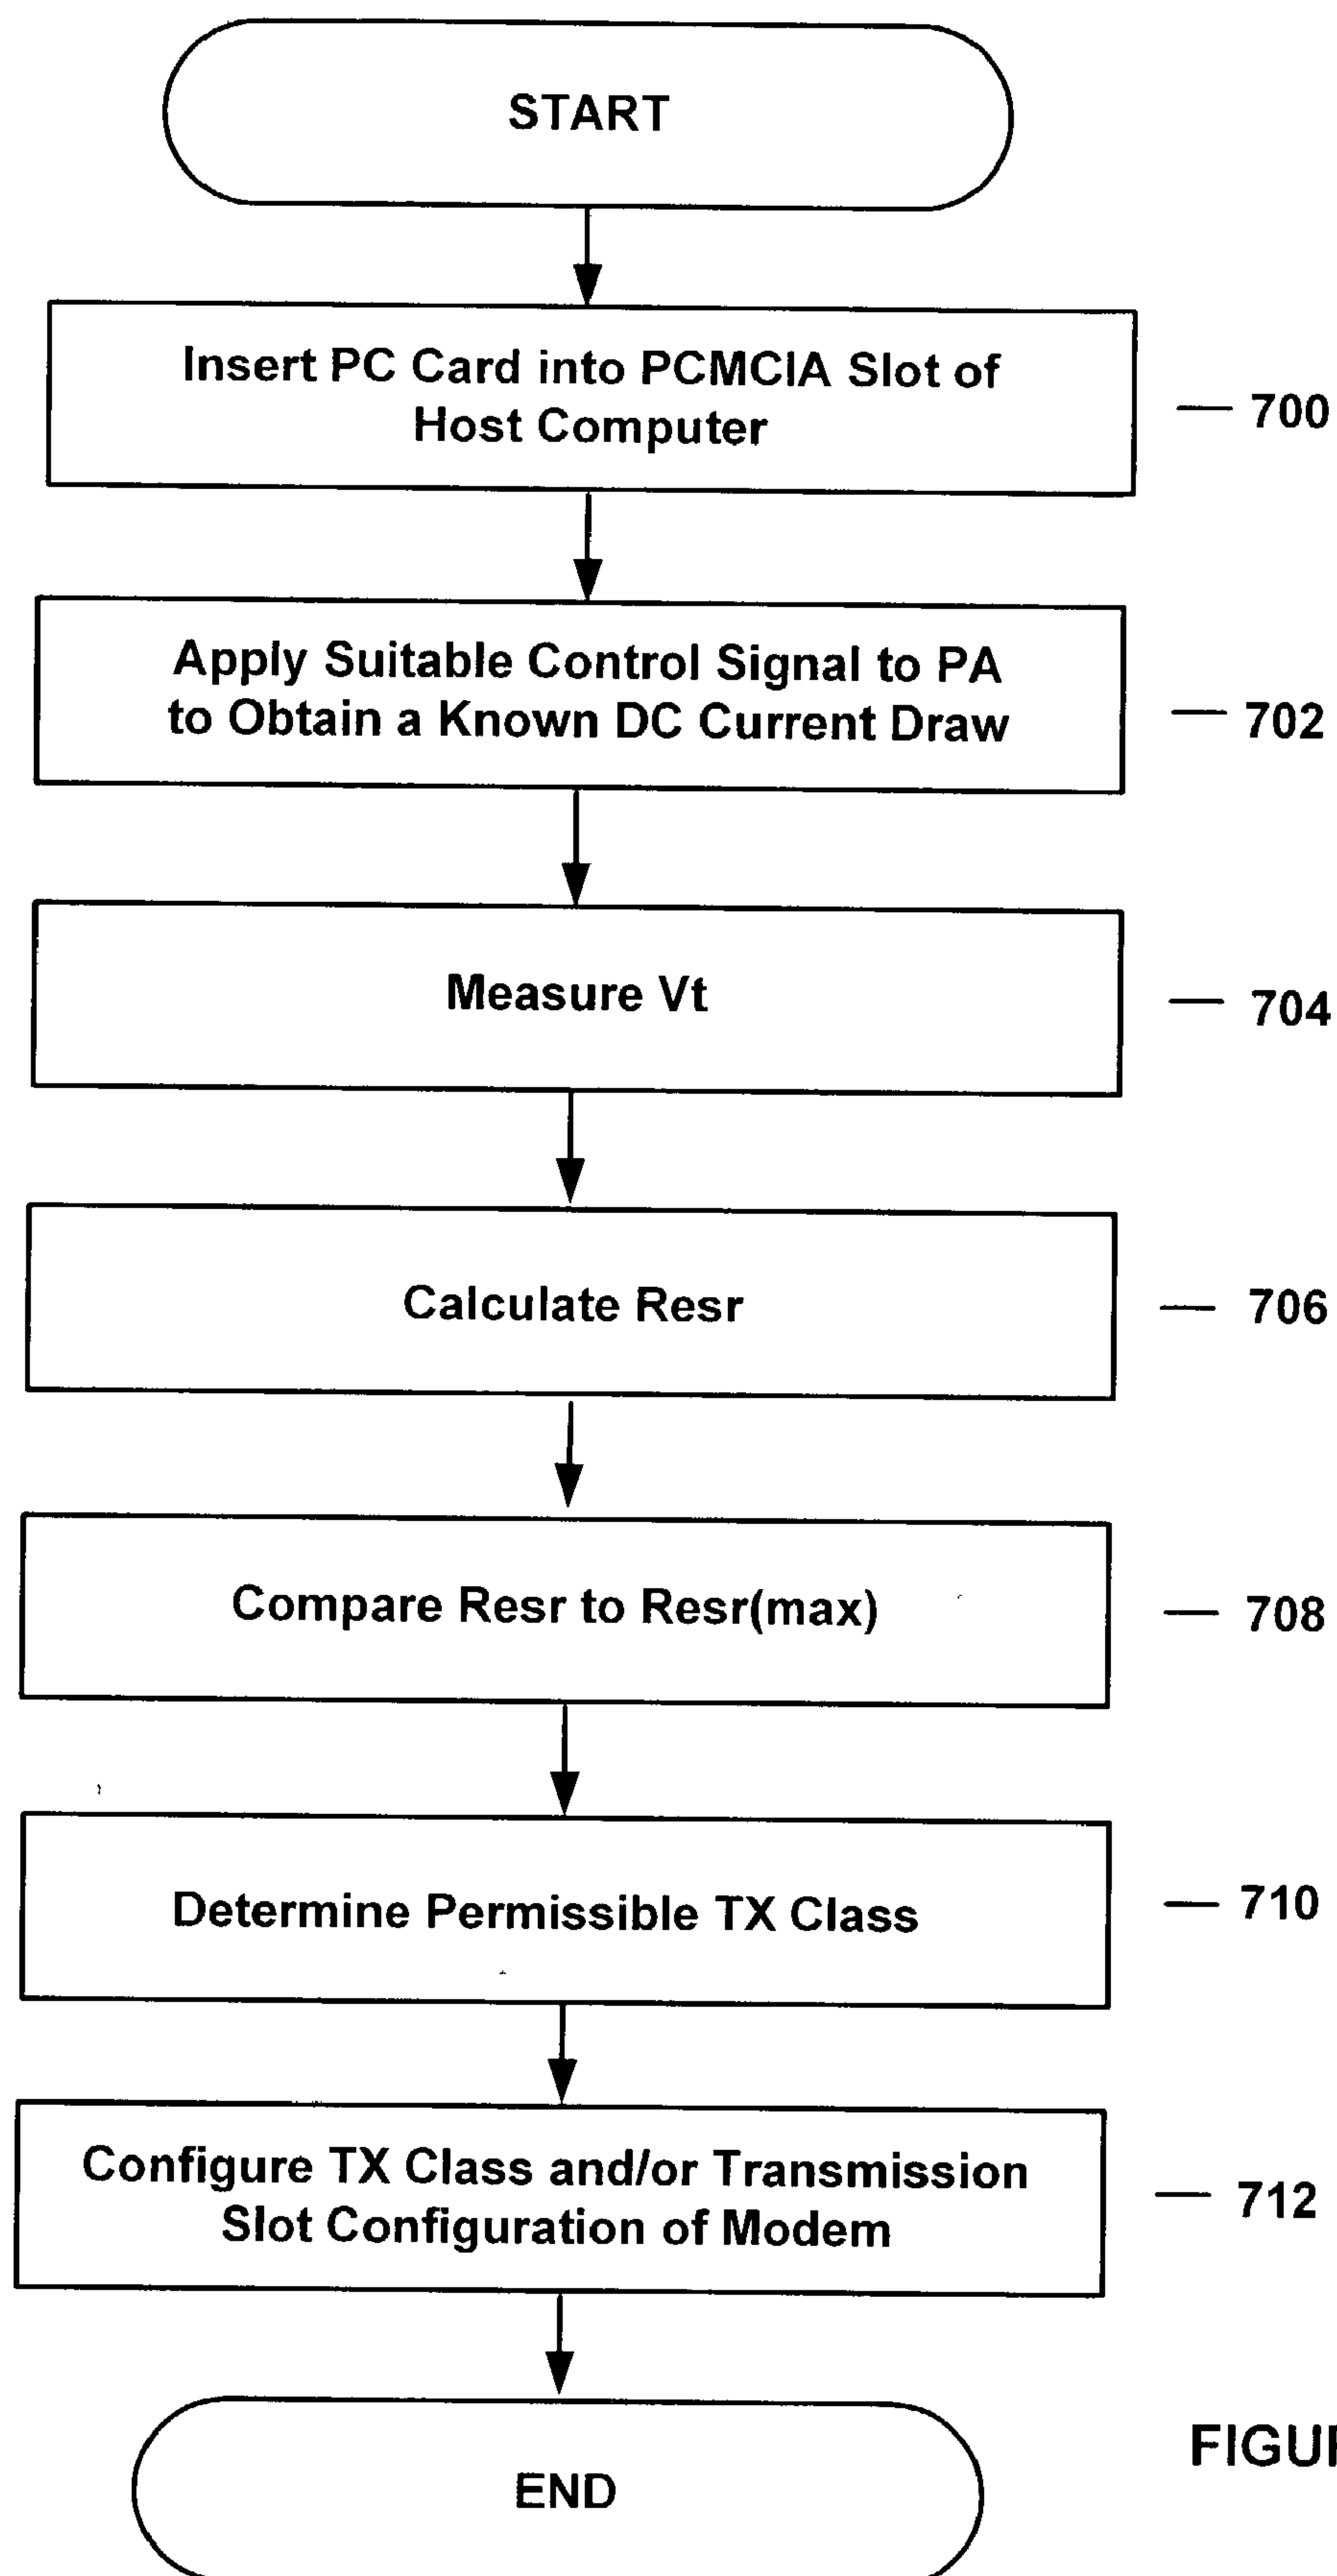 START
Insert PC Card into PCMCIA Slot of
Host Computer
700
Apply Suitable Control Signal to PA
to Obtain a Known DC Current Draw
702
Measure Vt
704
Calculate Resr
706
Compare Resr to Resr(max)
708
Determine Permissible TX Class
710
Configure TX Class and/or Transmission
Slot Configuration of Modem
712
END